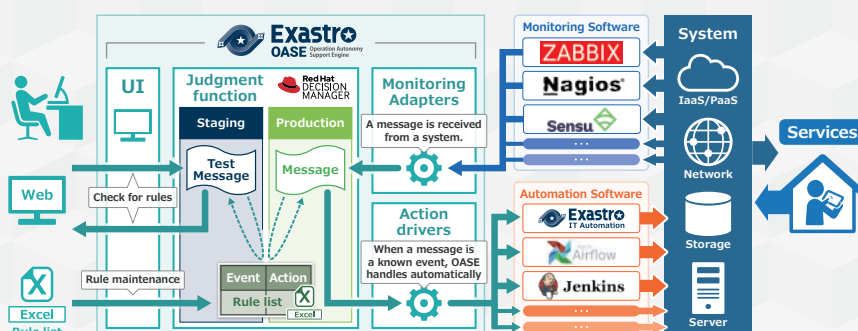 Exastro
OASE
Operation Autonomy
Support Engine
UI
Judgment
function
Red Hat
DECISION
MANAGER
Staging
Production
Test
Message
Message
Event
Action
Rule list
Excel
Monitoring
Adapters
A message is received
from a system.
Action
drivers
When a message is
a known event, OASE
handles automatically
Web
Check for rules
Rule maintenance
Excel
Rule list
Monitoring Software
ZABBIX
Nagios®
Sensu
...
...
Automation Software
Exastro
IT Automation
Airflow
Jenkins
...
...
System
IaaS/PaaS
Network
Storage
Server
Services